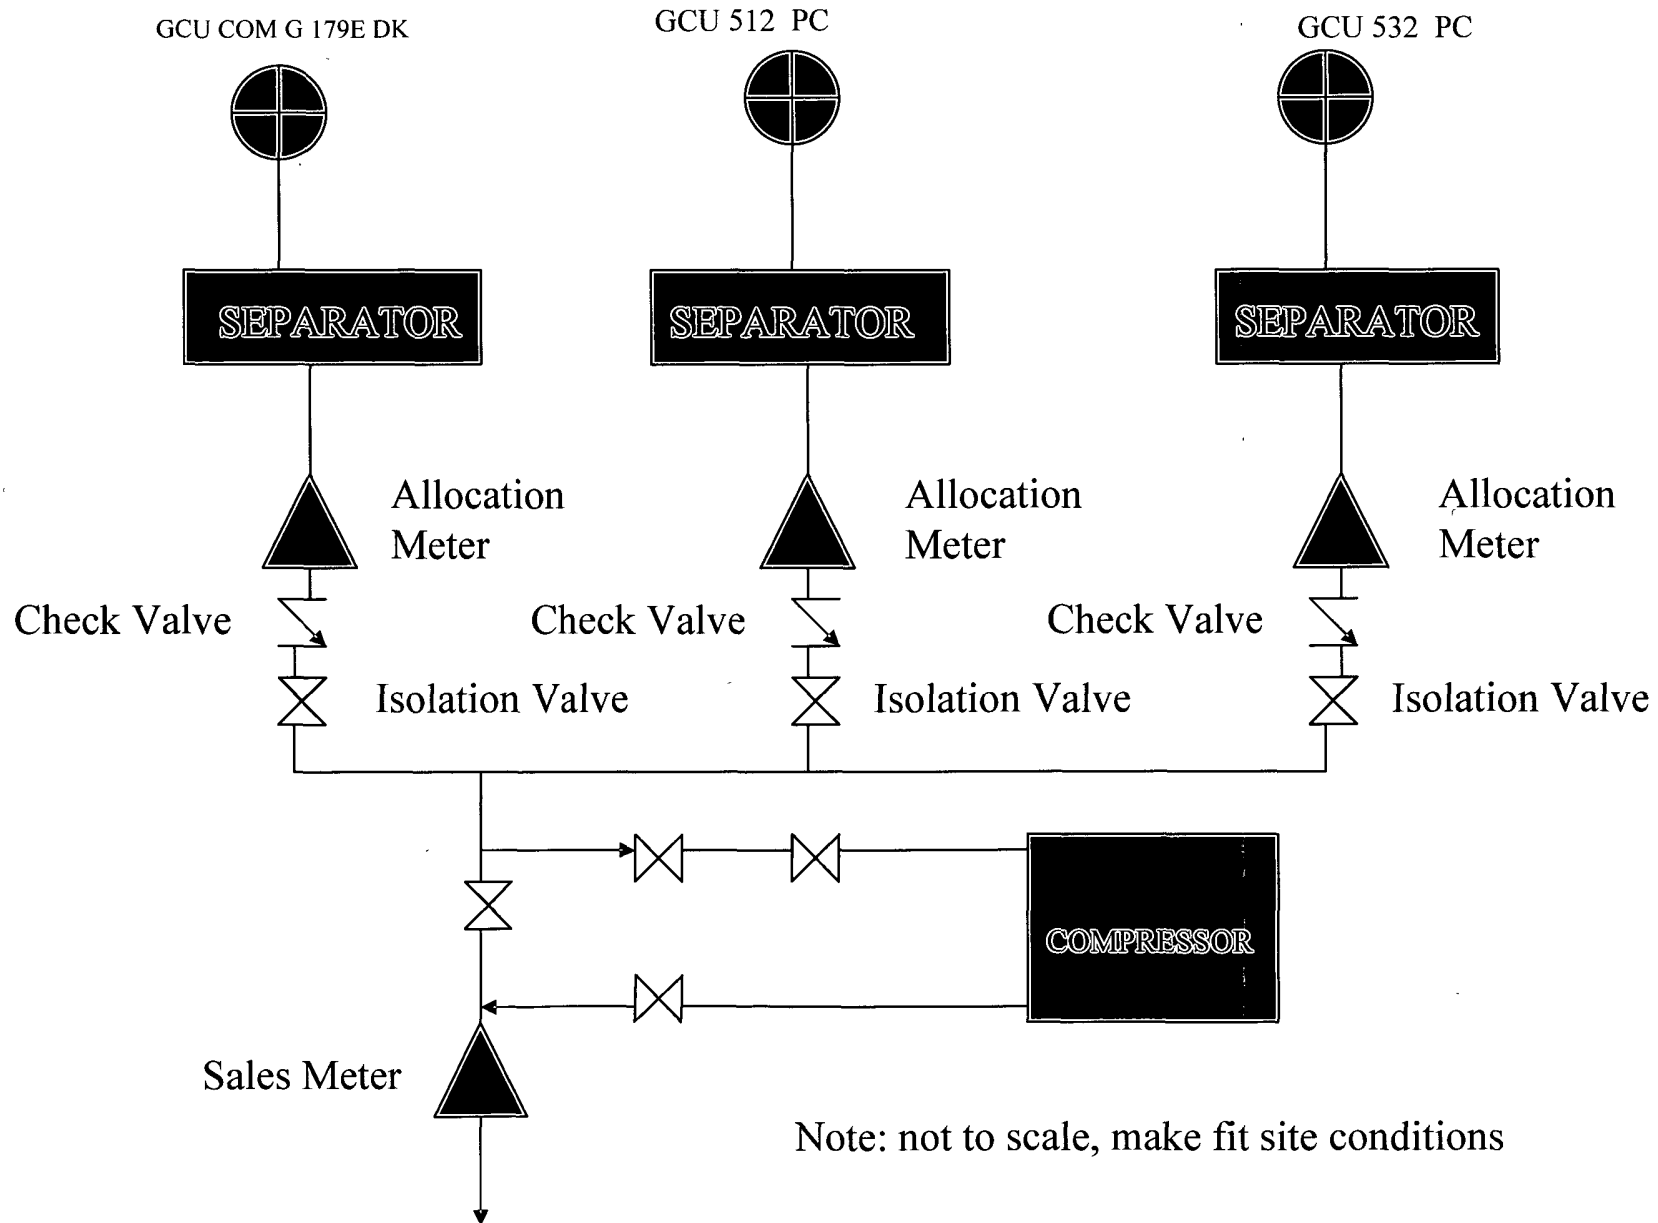 GCU COM G 179E DK
GCU 512 PC
GCU 532 PC
SEPARATOR
SEPARATOR
SEPARATOR
Allocation
Meter
Allocation
Meter
Allocation
Meter
Check Valve
Check Valve
Check Valve
Isolation Valve
Isolation Valve
Isolation Valve
COMPRESSOR
Sales Meter
Note: not to scale, make fit site conditions